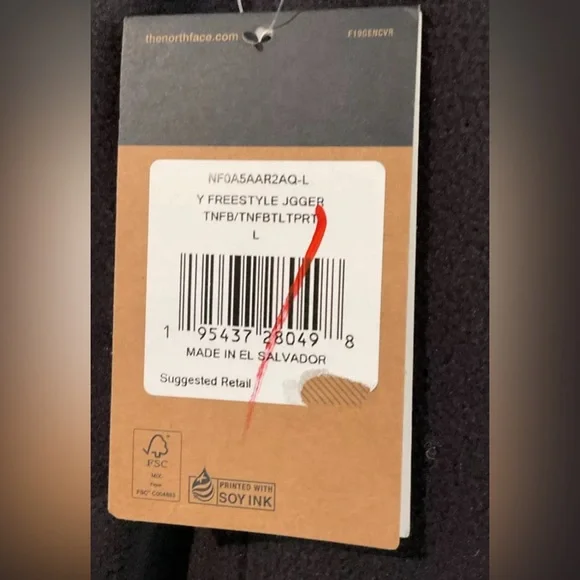 thenorthface.com
F19GENCVR
NF0A5AAR2AQ-L
Y FREESTYLE JGGER
TNFB/TNFBTLTPRT
L
1 95437 28049 8
MADE IN EL SALVADOR
Suggested Retail
FSC
PRINTED WITH
SOY INK